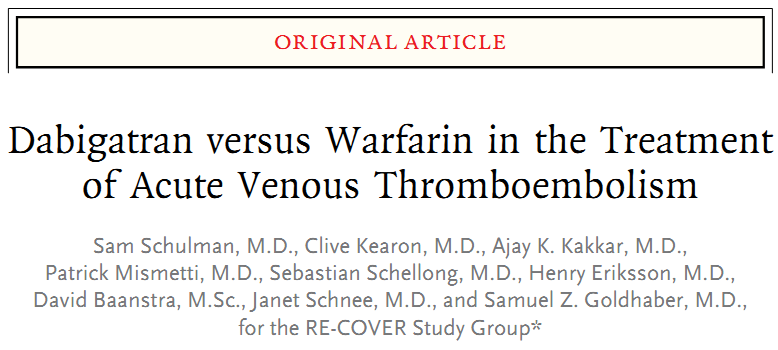 ORIGINAL ARTICLE
Dabigatran versus Warfarin in the Treatment
of Acute Venous Thromboembolism
Sam Schulman, M.D., Clive Kearon, M.D., Ajay K. Kakkar, M.D.,
Patrick Mismetti, M.D., Sebastian Schellong, M.D., Henry Eriksson, M.D.,
David Baanstra, M.Sc., Janet Schnee, M.D., and Samuel Z. Goldhaber, M.D.,
for the RE-COVER Study Group*